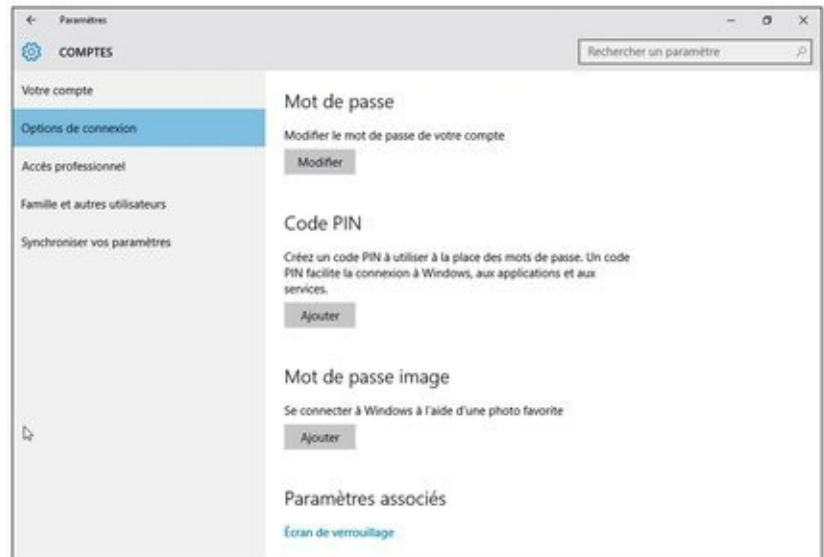 Paramètres
COMPTES
Rechercher un paramètre
Votre compte
Options de connexion
Accès professionnel
Famille et autres utilisateurs
Synchroniser vos paramètres
Mot de passe
Modifier le mot de passe de votre compte
Modifier
Code PIN
Créez un code PIN à utiliser à la place des mots de passe. Un code
PIN facilite la connexion à Windows, aux applications et aux
services.
Ajouter
Mot de passe image
Se connecter à Windows à l'aide d'une photo favorite
Ajouter
Paramètres associés
Écran de verrouillage